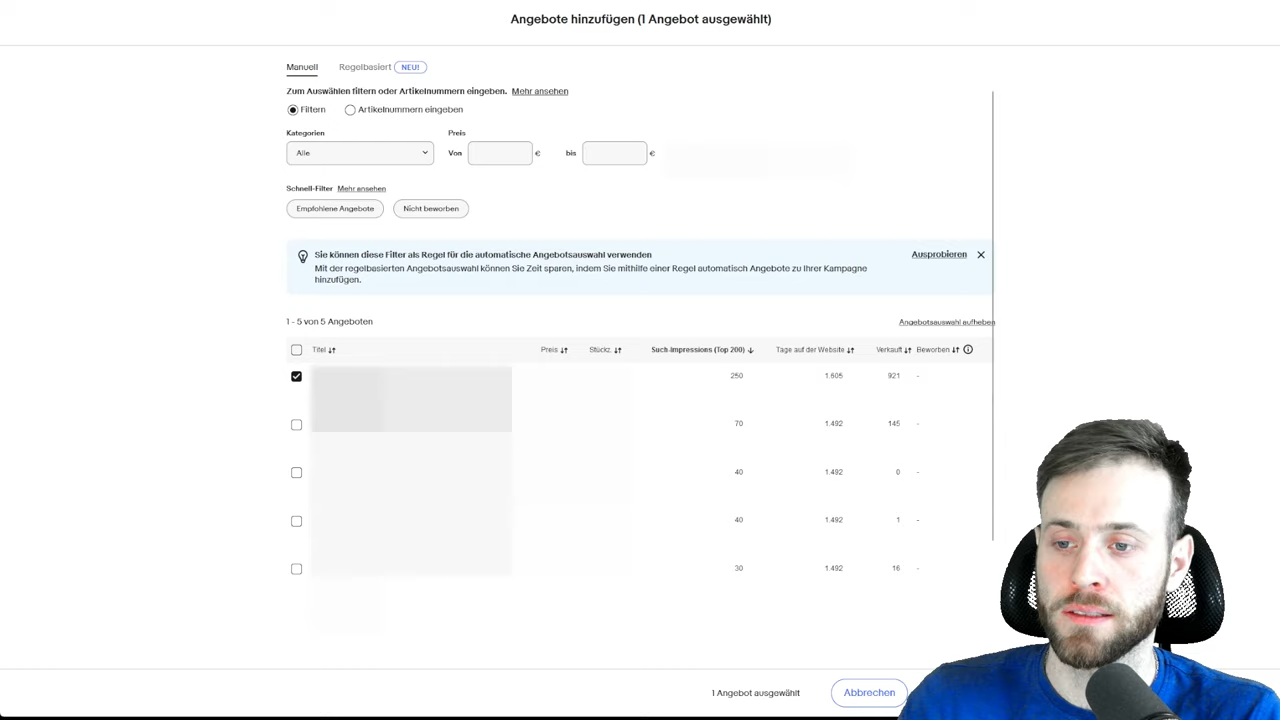 Angebote hinzufügen (1 Angebot ausgewählt)
Manuell Regelbasiert NEU!
Zum Auswählen filtern oder Artikelnummern eingeben. Mehr ansehen
Filtern Artikelnummern eingeben
Kategorien Preis
Alle Von € bis €
Schnell-Filter Mehr ansehen
Empfohlene Angebote Nicht beworben
Sie können diese Filter als Regel für die automatische Angebotsauswahl verwenden Ausprobieren
Mit der regelbasierten Angebotsauswahl können Sie Zeit sparen, indem Sie mithilfe einer Regel automatisch Angebote zu Ihrer Kampagne
hinzufügen.
1 - 5 von 5 Angeboten Angebotsauswahl aufheben
Titel Preis Stückz. Such-Impressions (Top 200) Tage auf der Website Verkauft Beworben
250 1.605 921 -
70 1.492 145 -
40 1.492 0 -
40 1.492 1 -
30 1.492 16 -
1 Angebot ausgewählt Abbrechen